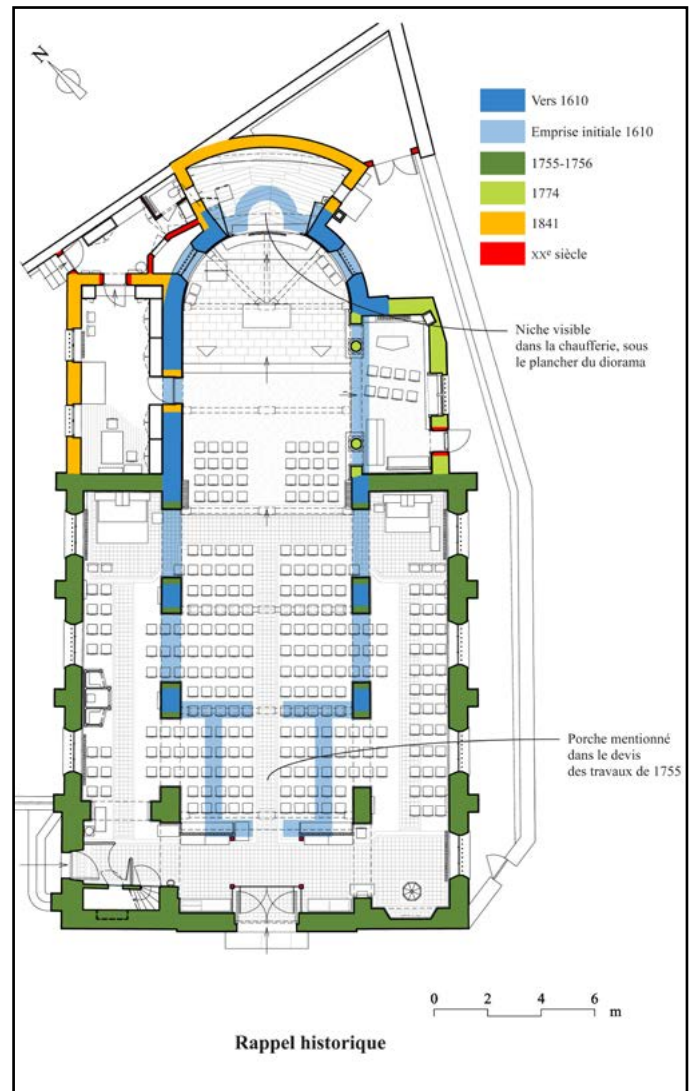 N
Vers 1610
Emprise initiale 1610
1755-1756
1774
1841
XXe siècle
Niche visible
dans la chaufferie, sous
le plancher du diorama
Porche mentionné
dans le devis
des travaux de 1755
0 2 4 6
m
Rappel historique